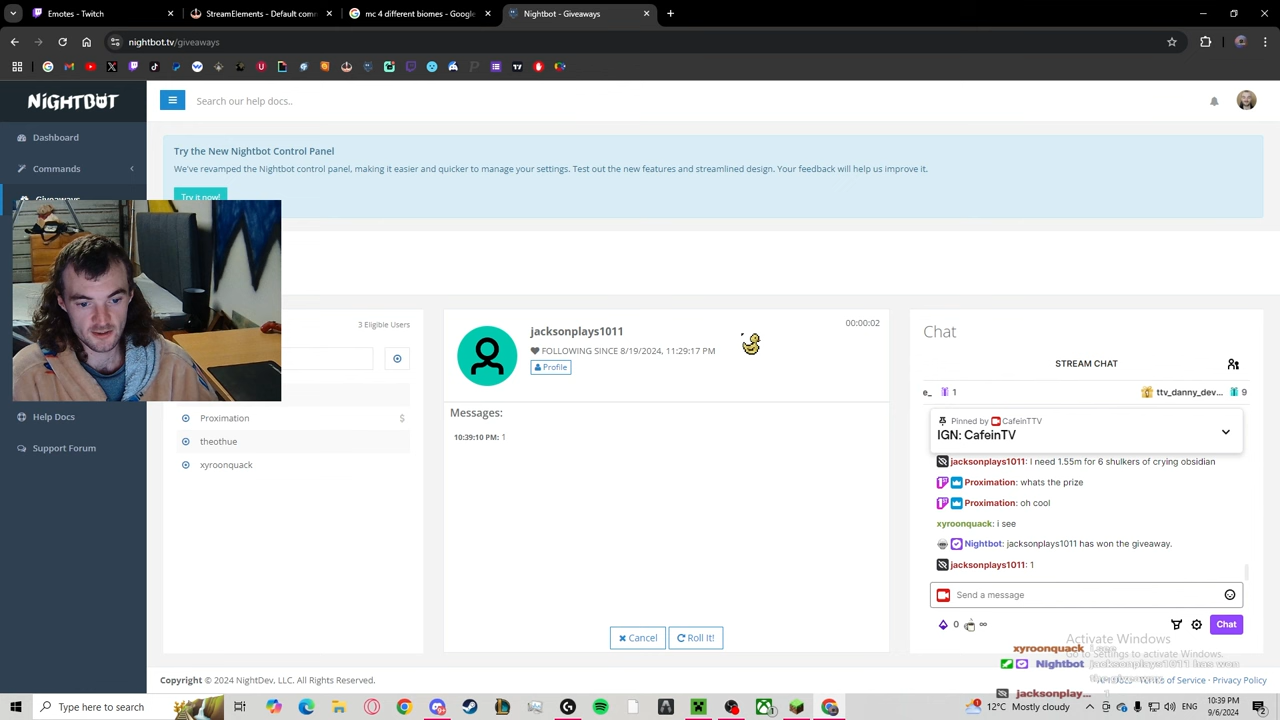 Emotes - Twitch
StreamElements - Default com
mc 4 different biomes - Google
Nightbot - Giveaways
nightbot.tv/giveaways
NIGHTBOT
Search our help docs..
Dashboard
Commands
Giveaways
Help Docs
Support Forum
Try the New Nightbot Control Panel
We've revamped the Nightbot control panel, making it easier and quicker to manage your settings. Test out the new features and streamlined design. Your feedback will help us improve it.
Try it now!
3 Eligible Users
Proximation $
theothue
xyroonquack
jacksonplays1011
00:00:02
FOLLOWING SINCE 8/19/2024, 11:29:17 PM
Profile
Messages:
10:39:10 PM: 1
Cancel
Roll It!
Chat
STREAM CHAT
e_ 1
ttv_danny_dev... 9
Pinned by CafeinTTV
IGN: CafeinTV
jacksonplays1011: I need 1.55m for 6 shulkers of crying obsidian
Proximation: whats the prize
Proximation: oh cool
xyroonquack: i see
Nightbot: jacksonplays1011 has won the giveaway.
jacksonplays1011: 1
Send a message
0 ∞
Chat
Activate Windows
Go to Settings to activate Windows.
xyroonquack i see
Nightbot jacksonplays1011 has won
jacksonplay... 1
Copyright © 2024 NightDev, LLC. All Rights Reserved.
Terms of Service · Privacy Policy
Type here to search
12°C Mostly cloudy
ENG
10:39 PM
9/6/2024